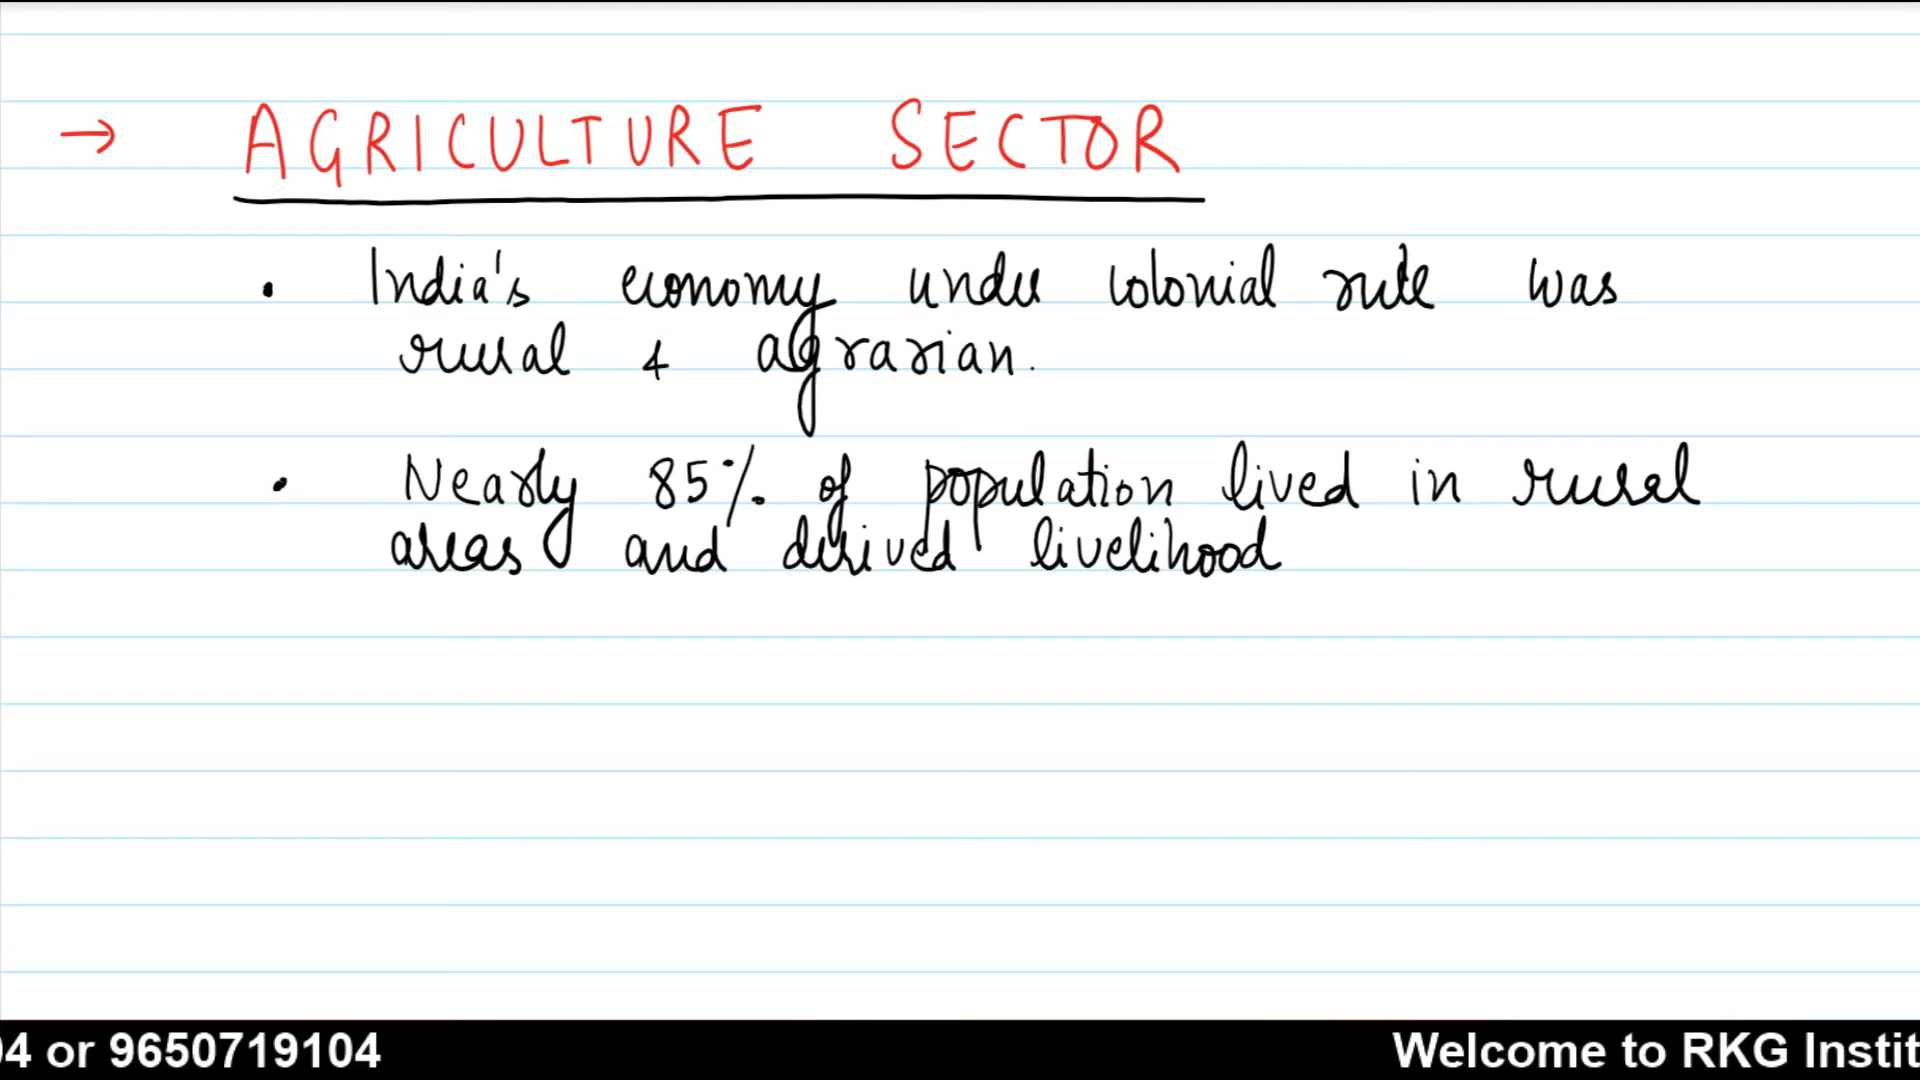 → AGRICULTURE SECTOR
• India's economy under colonial rule was
rural & agrarian.
• Nearly 85% of population lived in rural
areas and derived livelihood
04 or 9650719104 Welcome to RKG Instit